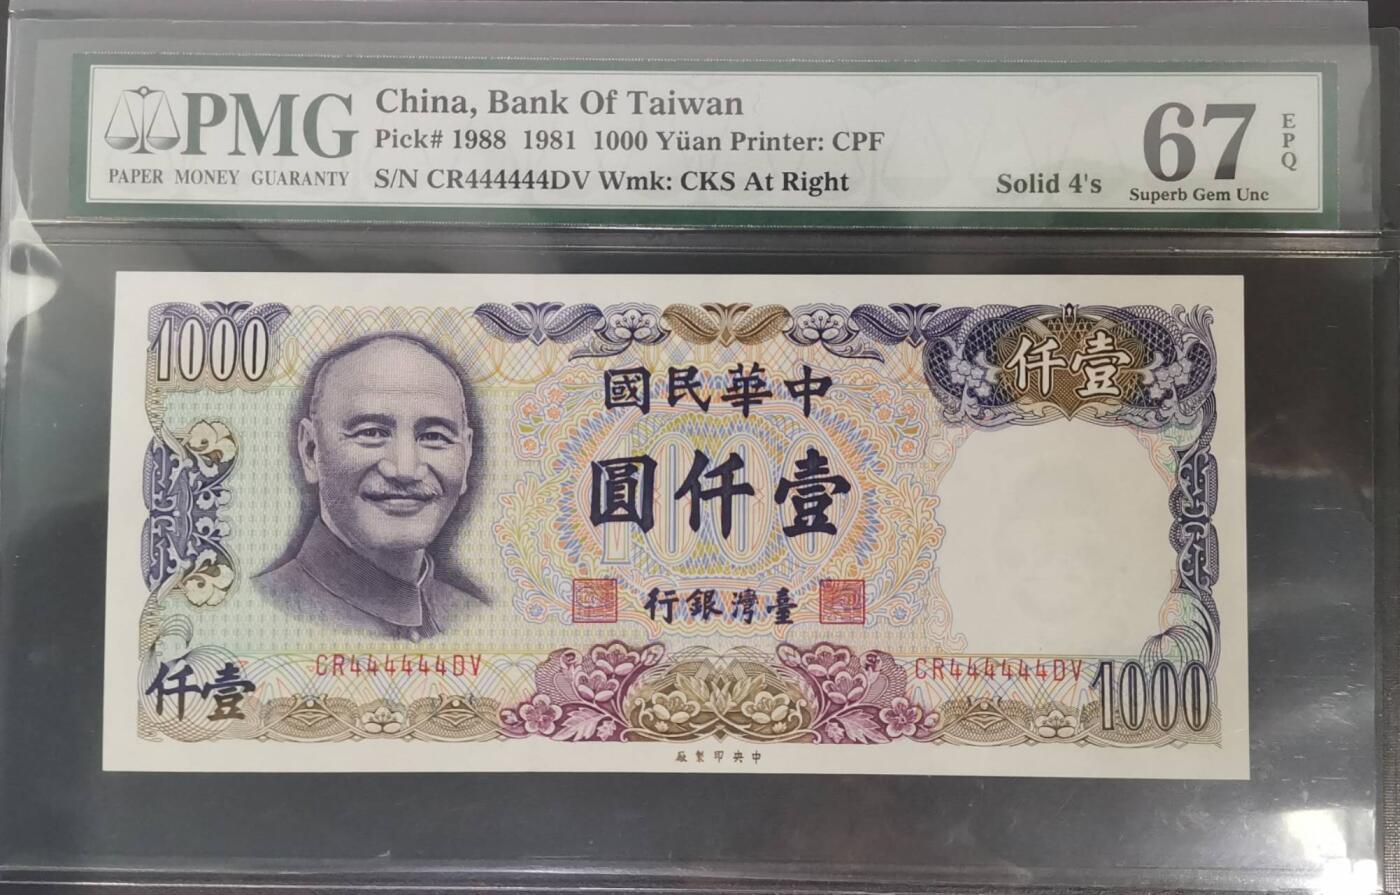 PMG
PAPER MONEY GUARANTY
China, Bank Of Taiwan
Pick# 1988 1981 1000 Yüan Printer: CPF
S/N CR444444DV Wmk: CKS At Right
Solid 4's
67
EPQ
Superb Gem Unc
1000
壹仟
中華民國
壹仟圓
1000
臺灣銀行
CR444444DV
CR444444DV
壹仟
1000
中央印製廠